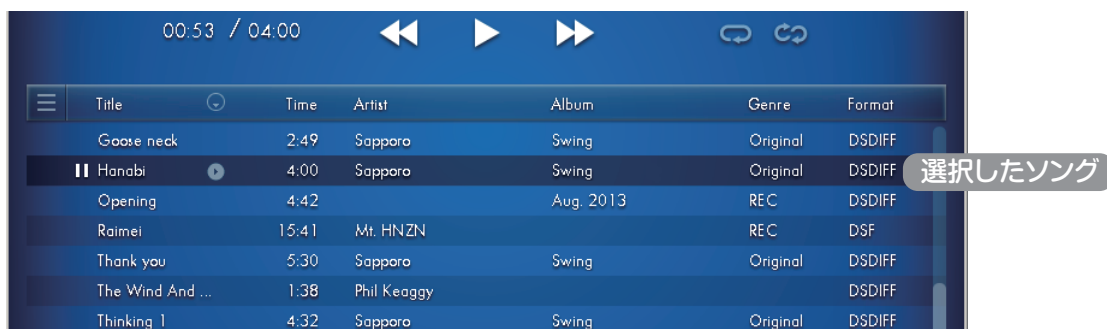 00:53 / 04:00
Title Time Artist Album Genre Format
Goose neck 2:49 Sapporo Swing Original DSDIFF
Hanabi 4:00 Sapporo Swing Original DSDIFF 選択したソング
Opening 4:42 Aug. 2013 REC DSDIFF
Raimei 15:41 Mt. HNZN REC DSF
Thank you 5:30 Sapporo Swing Original DSDIFF
The Wind And ... 1:38 Phil Keaggy DSDIFF
Thinking 1 4:32 Sapporo Swing Original DSDIFF